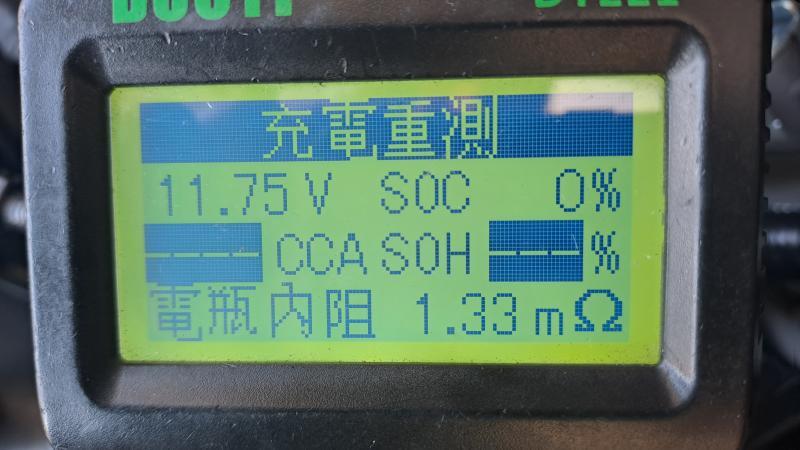 充電重測
11.75V SOC 0%
--- CCA SOH --- %
電瓶內阻 1.33mΩ